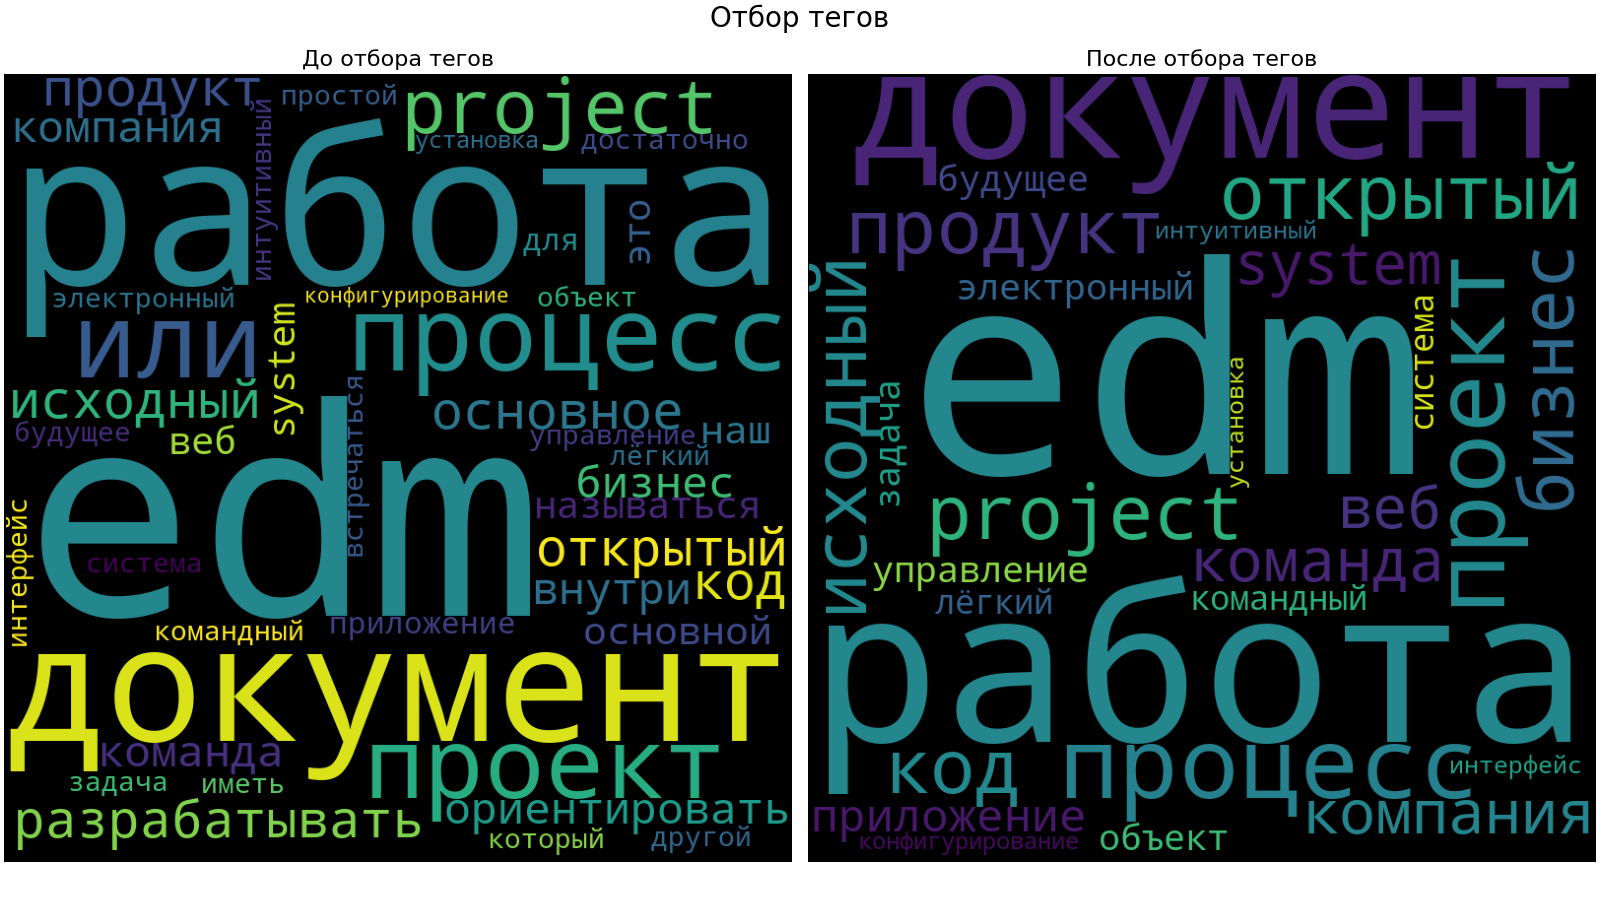 Отбор тегов
До отбора тегов
продукт
простой
project
компания
интуитивный
установка
достаточно
работа
для
это
электронный
конфигурирование
объект
или
system
процесс
исходный
встречаться
основное
будущее
веб
управление
наш
лёгкий
edm
бизнес
называться
интерфейс
открытый
система
внутри
код
командный
приложение
основной
документ
команда
проект
задача
иметь
разрабатывать
ориентировать
который
другой
После отбора тегов
документ
будущее
открытый
продукт
интуитивный
system
исходный
электронный
бизнес
проект
edm
система
задача
установка
project
веб
управление
команда
лёгкий
командный
работа
код
процесс
интерфейс
приложение
компания
конфигурирование
объект